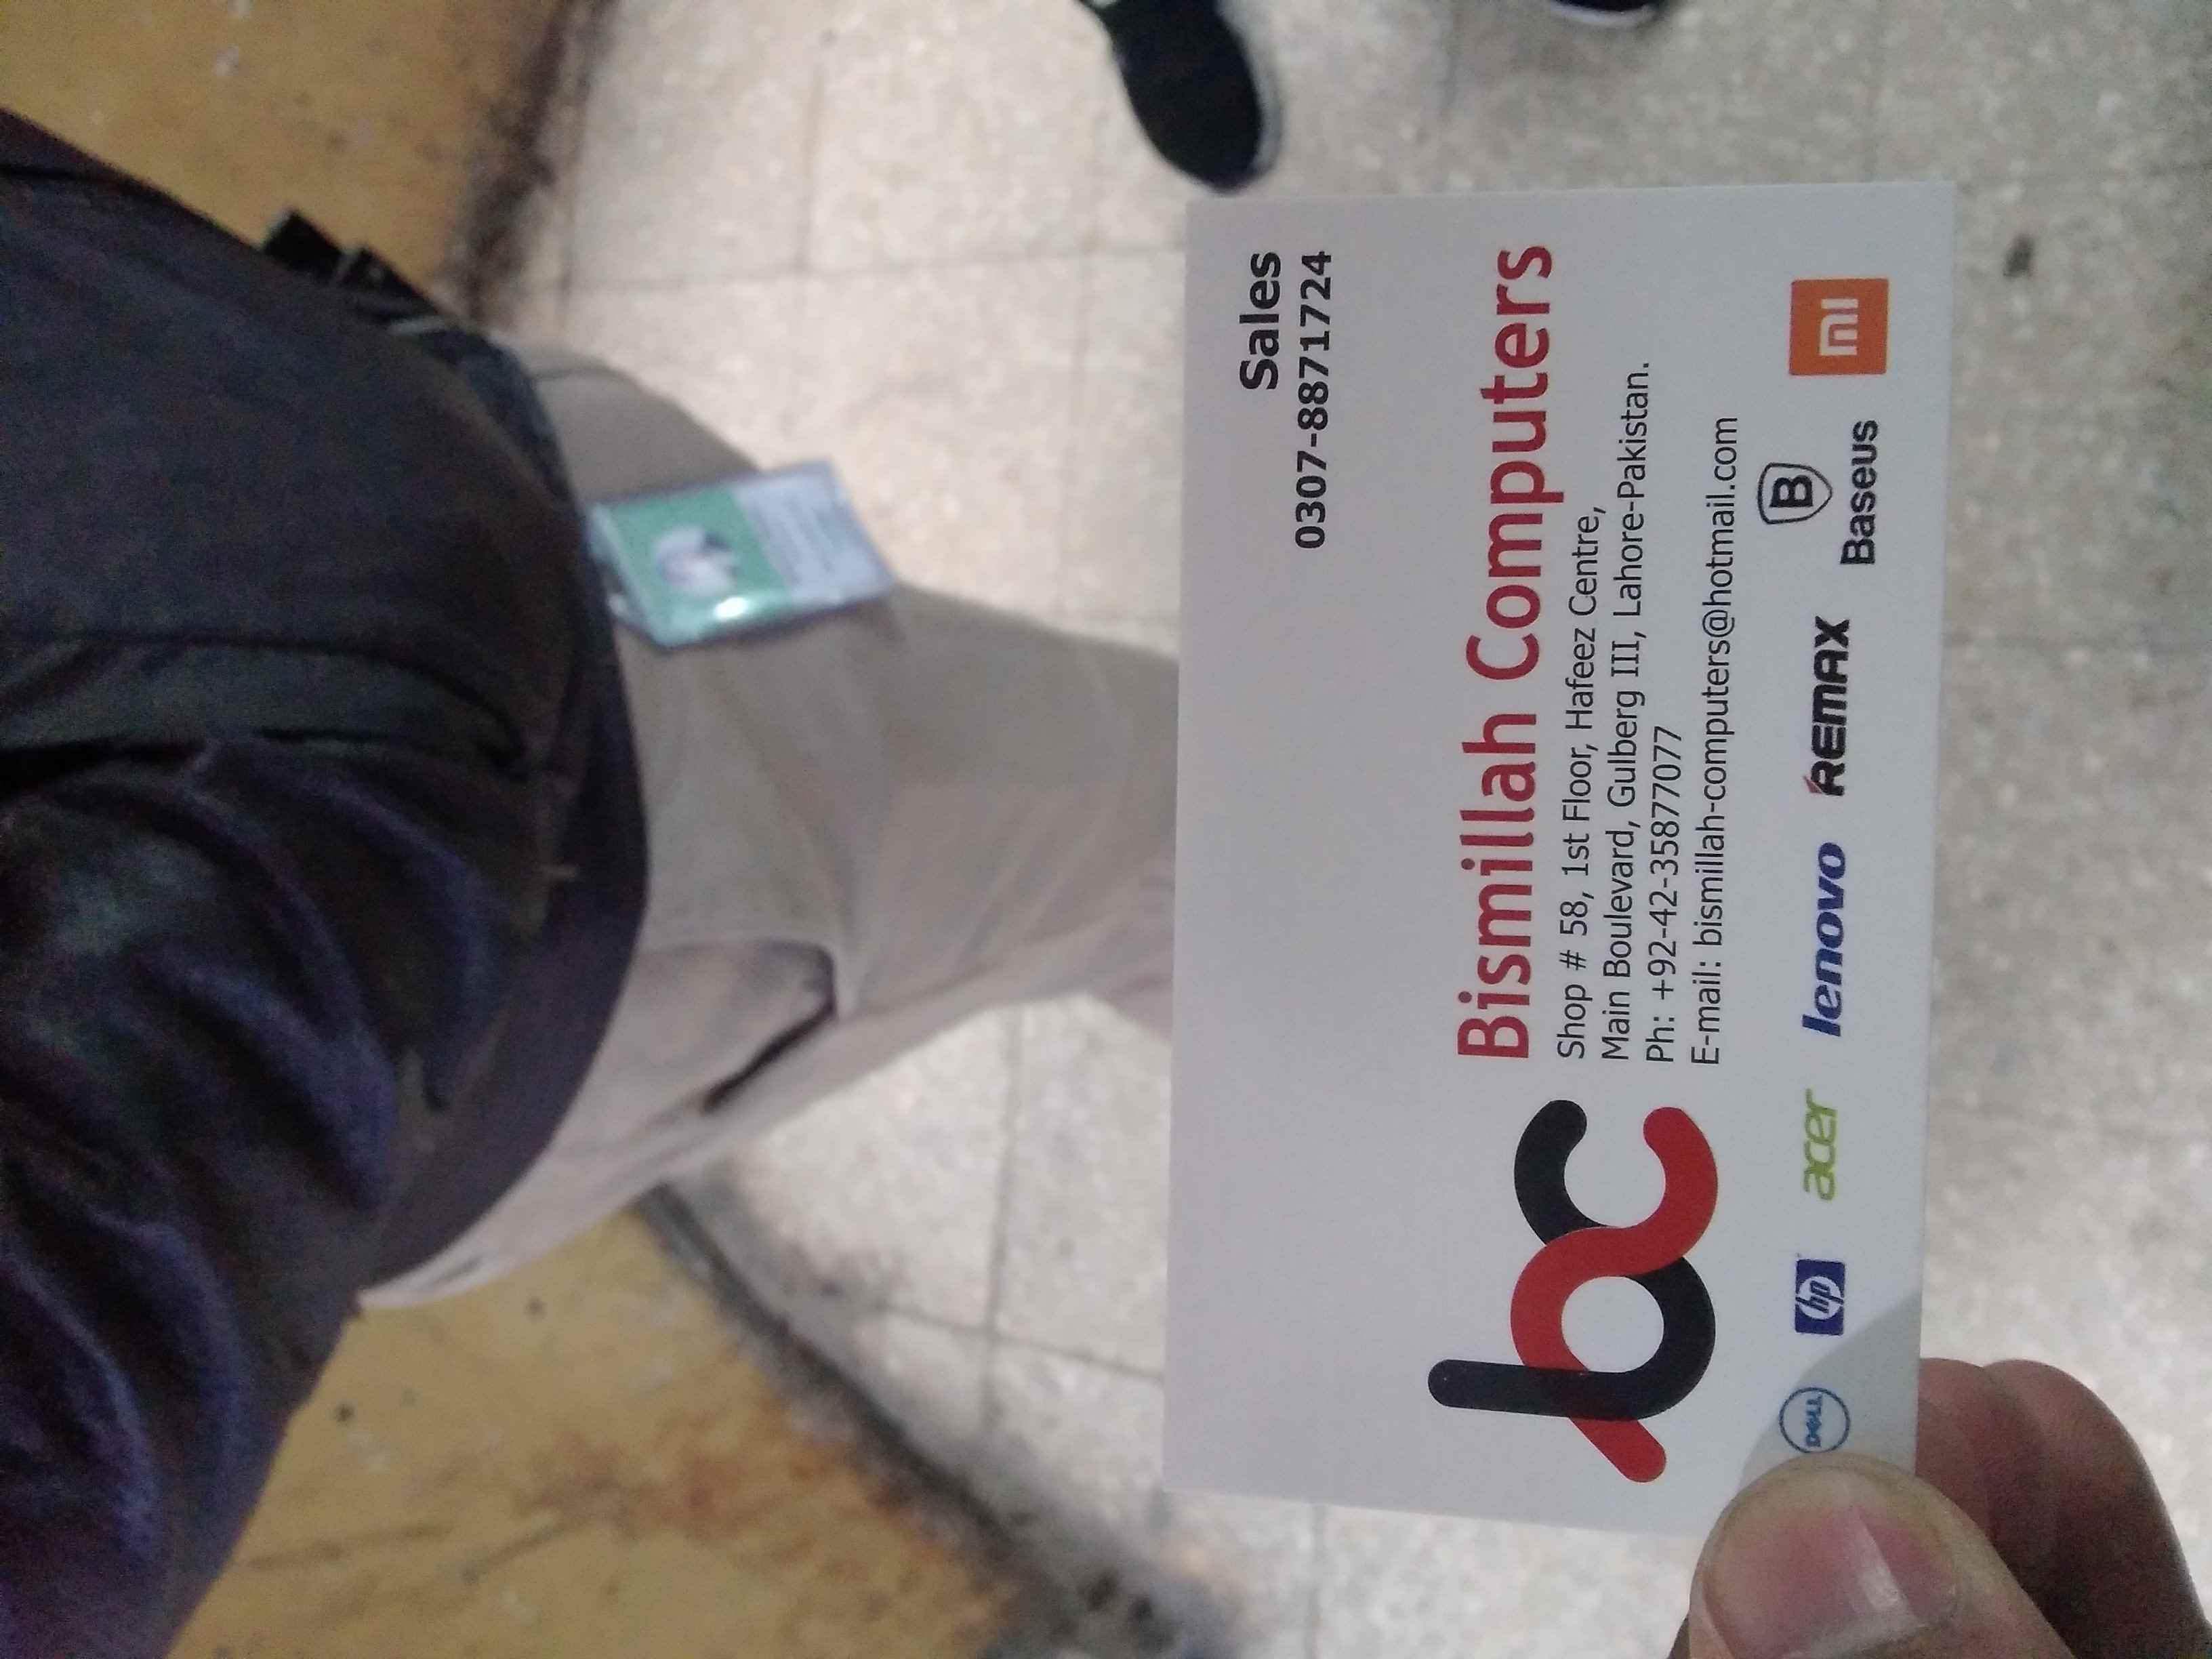 Sales
0307-8871724
bc
Bismillah Computers
Shop # 58, 1st Floor, Hafeez Centre,
Main Boulevard, Gulberg III, Lahore-Pakistan.
Ph: +92-42-35877077
E-mail: bismillah-computers@hotmail.com
DELL hp acer lenovo REMAX B Baseus mi